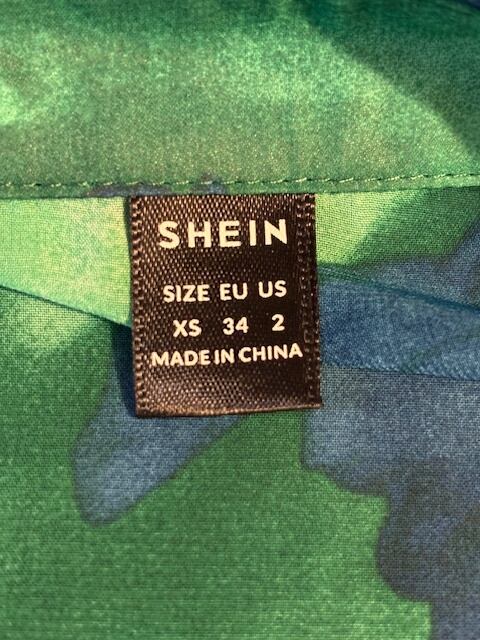 SHEIN
SIZE EU US
XS 34 2
MADE IN CHINA